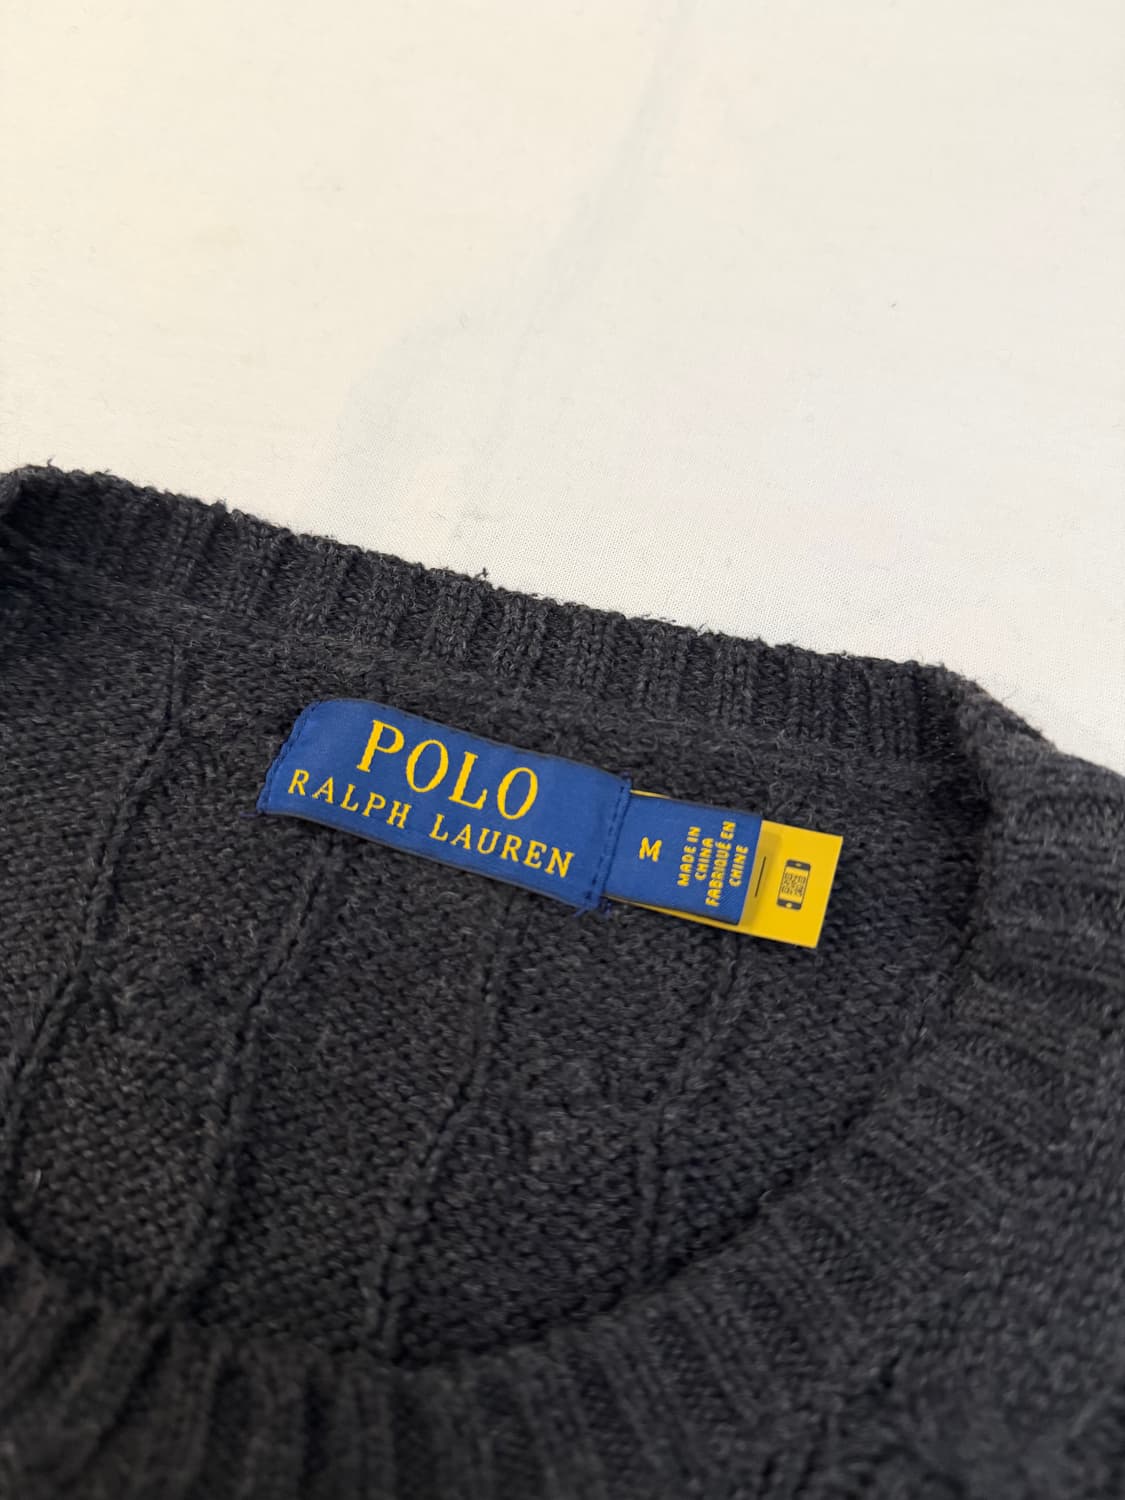 POLO
RALPH LAUREN
M
MADE IN
CHINA
FABRIQUÉ EN
CHINE